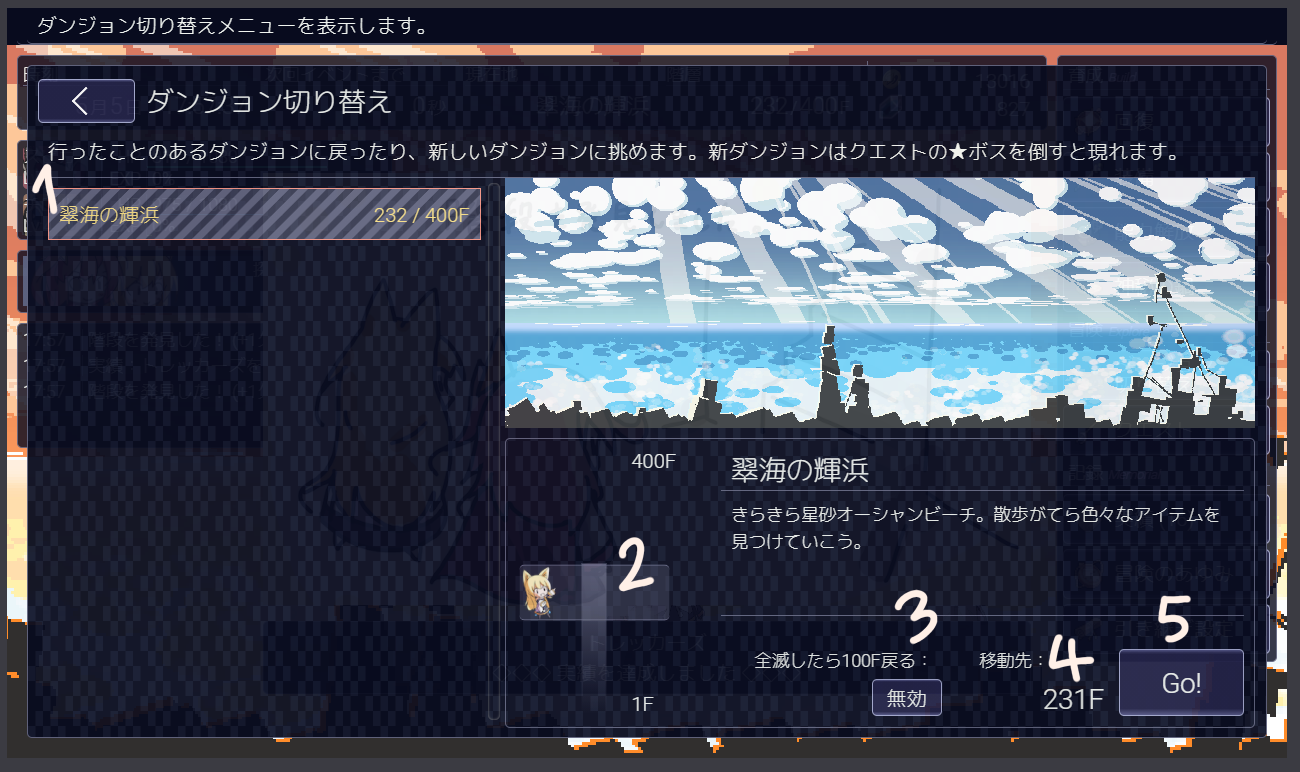 ダンジョン切り替えメニューを表示します。
ダンジョン切り替え
行ったことのあるダンジョンに戻ったり、新しいダンジョンに挑めます。新ダンジョンはクエストの★ボスを倒すと現れます。
1
翠海の輝浜 232 / 400F
400F
翠海の輝浜
きらきら星砂オーシャンビーチ。散歩がてら色々なアイテムを
見つけていこう。
2
3
4
5
全滅したら100F戻る：
無効
移動先：
231F
Go!
1F